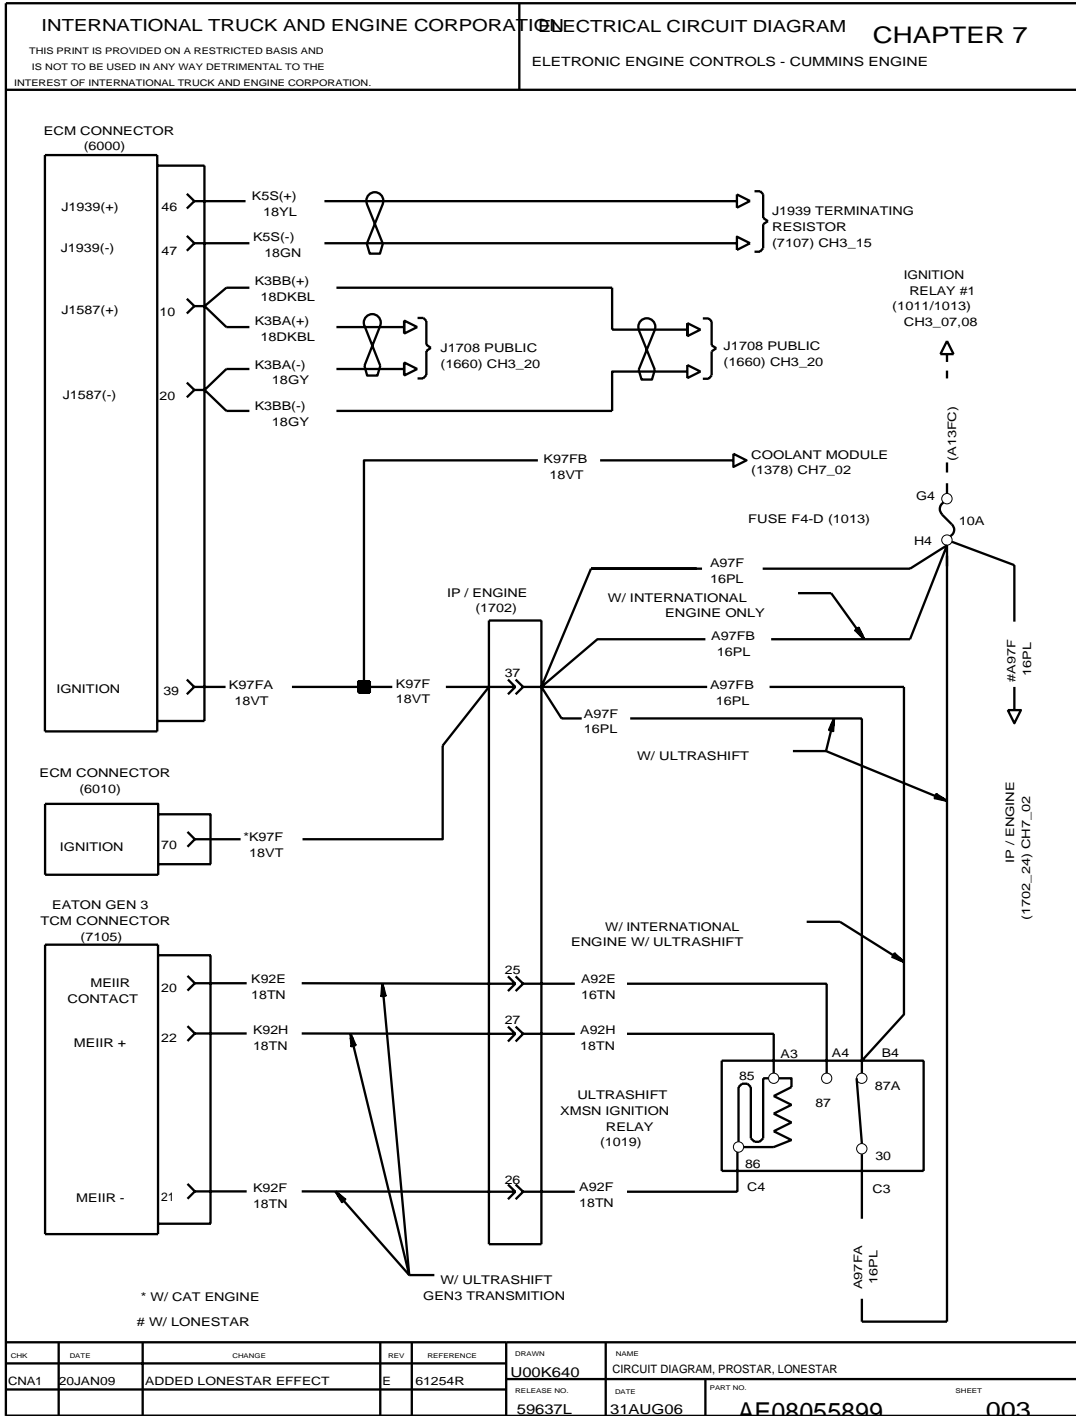 INTERNATIONAL TRUCK AND ENGINE CORPORATION
THIS PRINT IS PROVIDED ON A RESTRICTED BASIS AND
IS NOT TO BE USED IN ANY WAY DETRIMENTAL TO THE
INTEREST OF INTERNATIONAL TRUCK AND ENGINE CORPORATION.
ELECTRICAL CIRCUIT DIAGRAM
CHAPTER 7
ELETRONIC ENGINE CONTROLS - CUMMINS ENGINE
ECM CONNECTOR
(6000)
J1939(+)
46
K5S(+)
18YL
J1939(-)
47
K5S(-)
18GN
J1939 TERMINATING
RESISTOR
(7107) CH3_15
J1587(+)
10
K3BB(+)
18DKBL
K3BA(+)
18DKBL
K3BA(-)
18GY
J1587(-)
20
K3BB(-)
18GY
J1708 PUBLIC
(1660) CH3_20
J1708 PUBLIC
(1660) CH3_20
IGNITION
RELAY #1
(1011/1013)
CH3_07,08
(A13FC)
K97FB
18VT
COOLANT MODULE
(1378) CH7_02
G4
FUSE F4-D (1013)
10A
H4
A97F
16PL
IP / ENGINE
(1702)
W/ INTERNATIONAL
ENGINE ONLY
A97FB
16PL
#A97F
16PL
IGNITION
39
K97FA
18VT
K97F
18VT
37
A97FB
16PL
A97F
16PL
W/ ULTRASHIFT
IP / ENGINE
(1702_24) CH7_02
ECM CONNECTOR
(6010)
IGNITION
70
*K97F
18VT
EATON GEN 3
TCM CONNECTOR
(7105)
W/ INTERNATIONAL
ENGINE W/ ULTRASHIFT
MEIIR
CONTACT
20
K92E
18TN
25
A92E
16TN
MEIIR +
22
K92H
18TN
27
A92H
18TN
A3
A4
B4
85
87
87A
ULTRASHIFT
XMSN IGNITION
RELAY
(1019)
86
30
C4
C3
MEIIR -
21
K92F
18TN
26
A92F
18TN
A97FA
16PL
W/ ULTRASHIFT
GEN3 TRANSMITION
* W/ CAT ENGINE
# W/ LONESTAR
CHK
DATE
CHANGE
REV
REFERENCE
CNA1
20JAN09
ADDED LONESTAR EFFECT
E
61254R
DRAWN
U00K640
NAME
CIRCUIT DIAGRAM, PROSTAR, LONESTAR
RELEASE NO.
59637L
DATE
31AUG06
PART NO.
AE08055899
SHEET
003